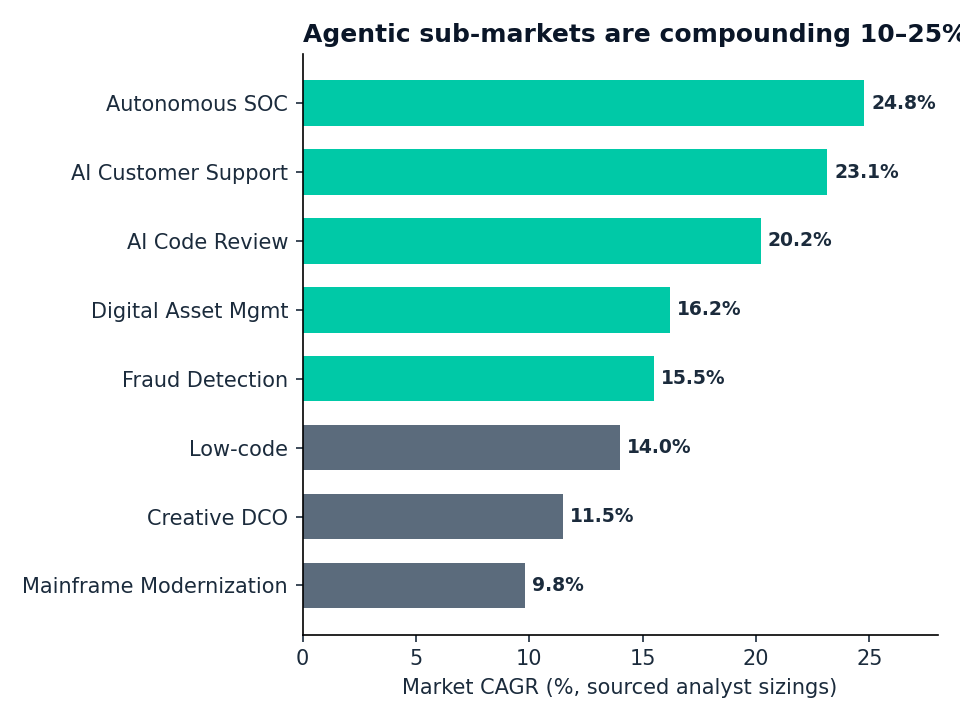 Agentic sub-markets are compounding 10–25%
Autonomous SOC 24.8%
AI Customer Support 23.1%
AI Code Review 20.2%
Digital Asset Mgmt 16.2%
Fraud Detection 15.5%
Low-code 14.0%
Creative DCO 11.5%
Mainframe Modernization 9.8%
0 5 10 15 20 25
Market CAGR (%, sourced analyst sizings)